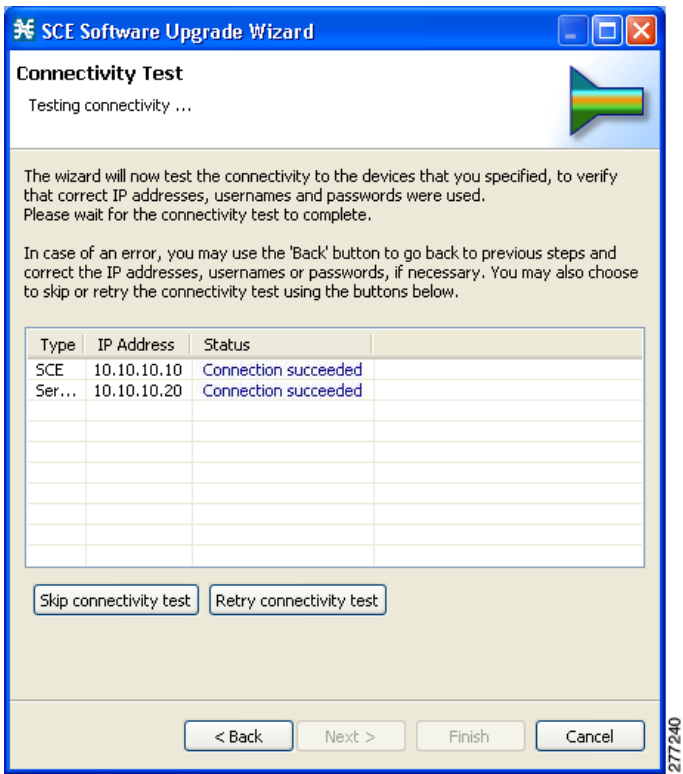 SCE Software Upgrade Wizard
Connectivity Test
Testing connectivity ...
The wizard will now test the connectivity to the devices that you specified, to verify
that correct IP addresses, usernames and passwords were used.
Please wait for the connectivity test to complete.
In case of an error, you may use the 'Back' button to go back to previous steps and
correct the IP addresses, usernames or passwords, if necessary. You may also choose
to skip or retry the connectivity test using the buttons below.
Type IP Address Status
SCE 10.10.10.10 Connection succeeded
Ser... 10.10.10.20 Connection succeeded
Skip connectivity test Retry connectivity test
< Back Next > Finish Cancel
277240